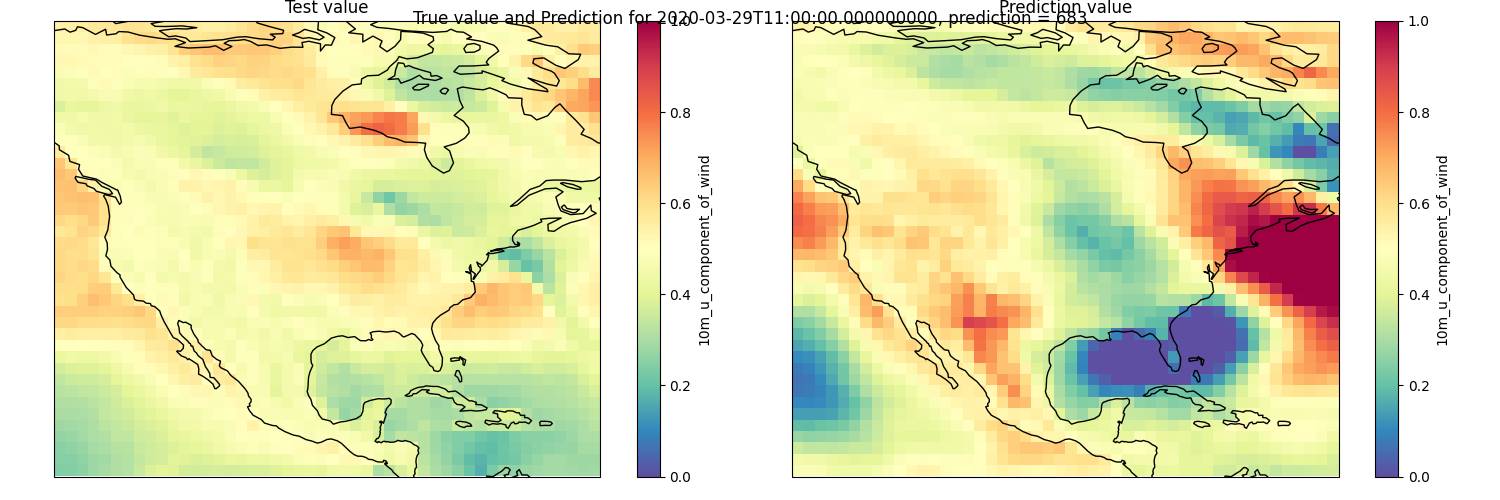 Test value
Prediction value
True value and Prediction for 2020-03-29T11:00:00.000000000, prediction = 683
1.0
0.8
0.6
0.4
0.2
0.0
10m_u_component_of_wind
1.0
0.8
0.6
0.4
0.2
0.0
10m_u_component_of_wind